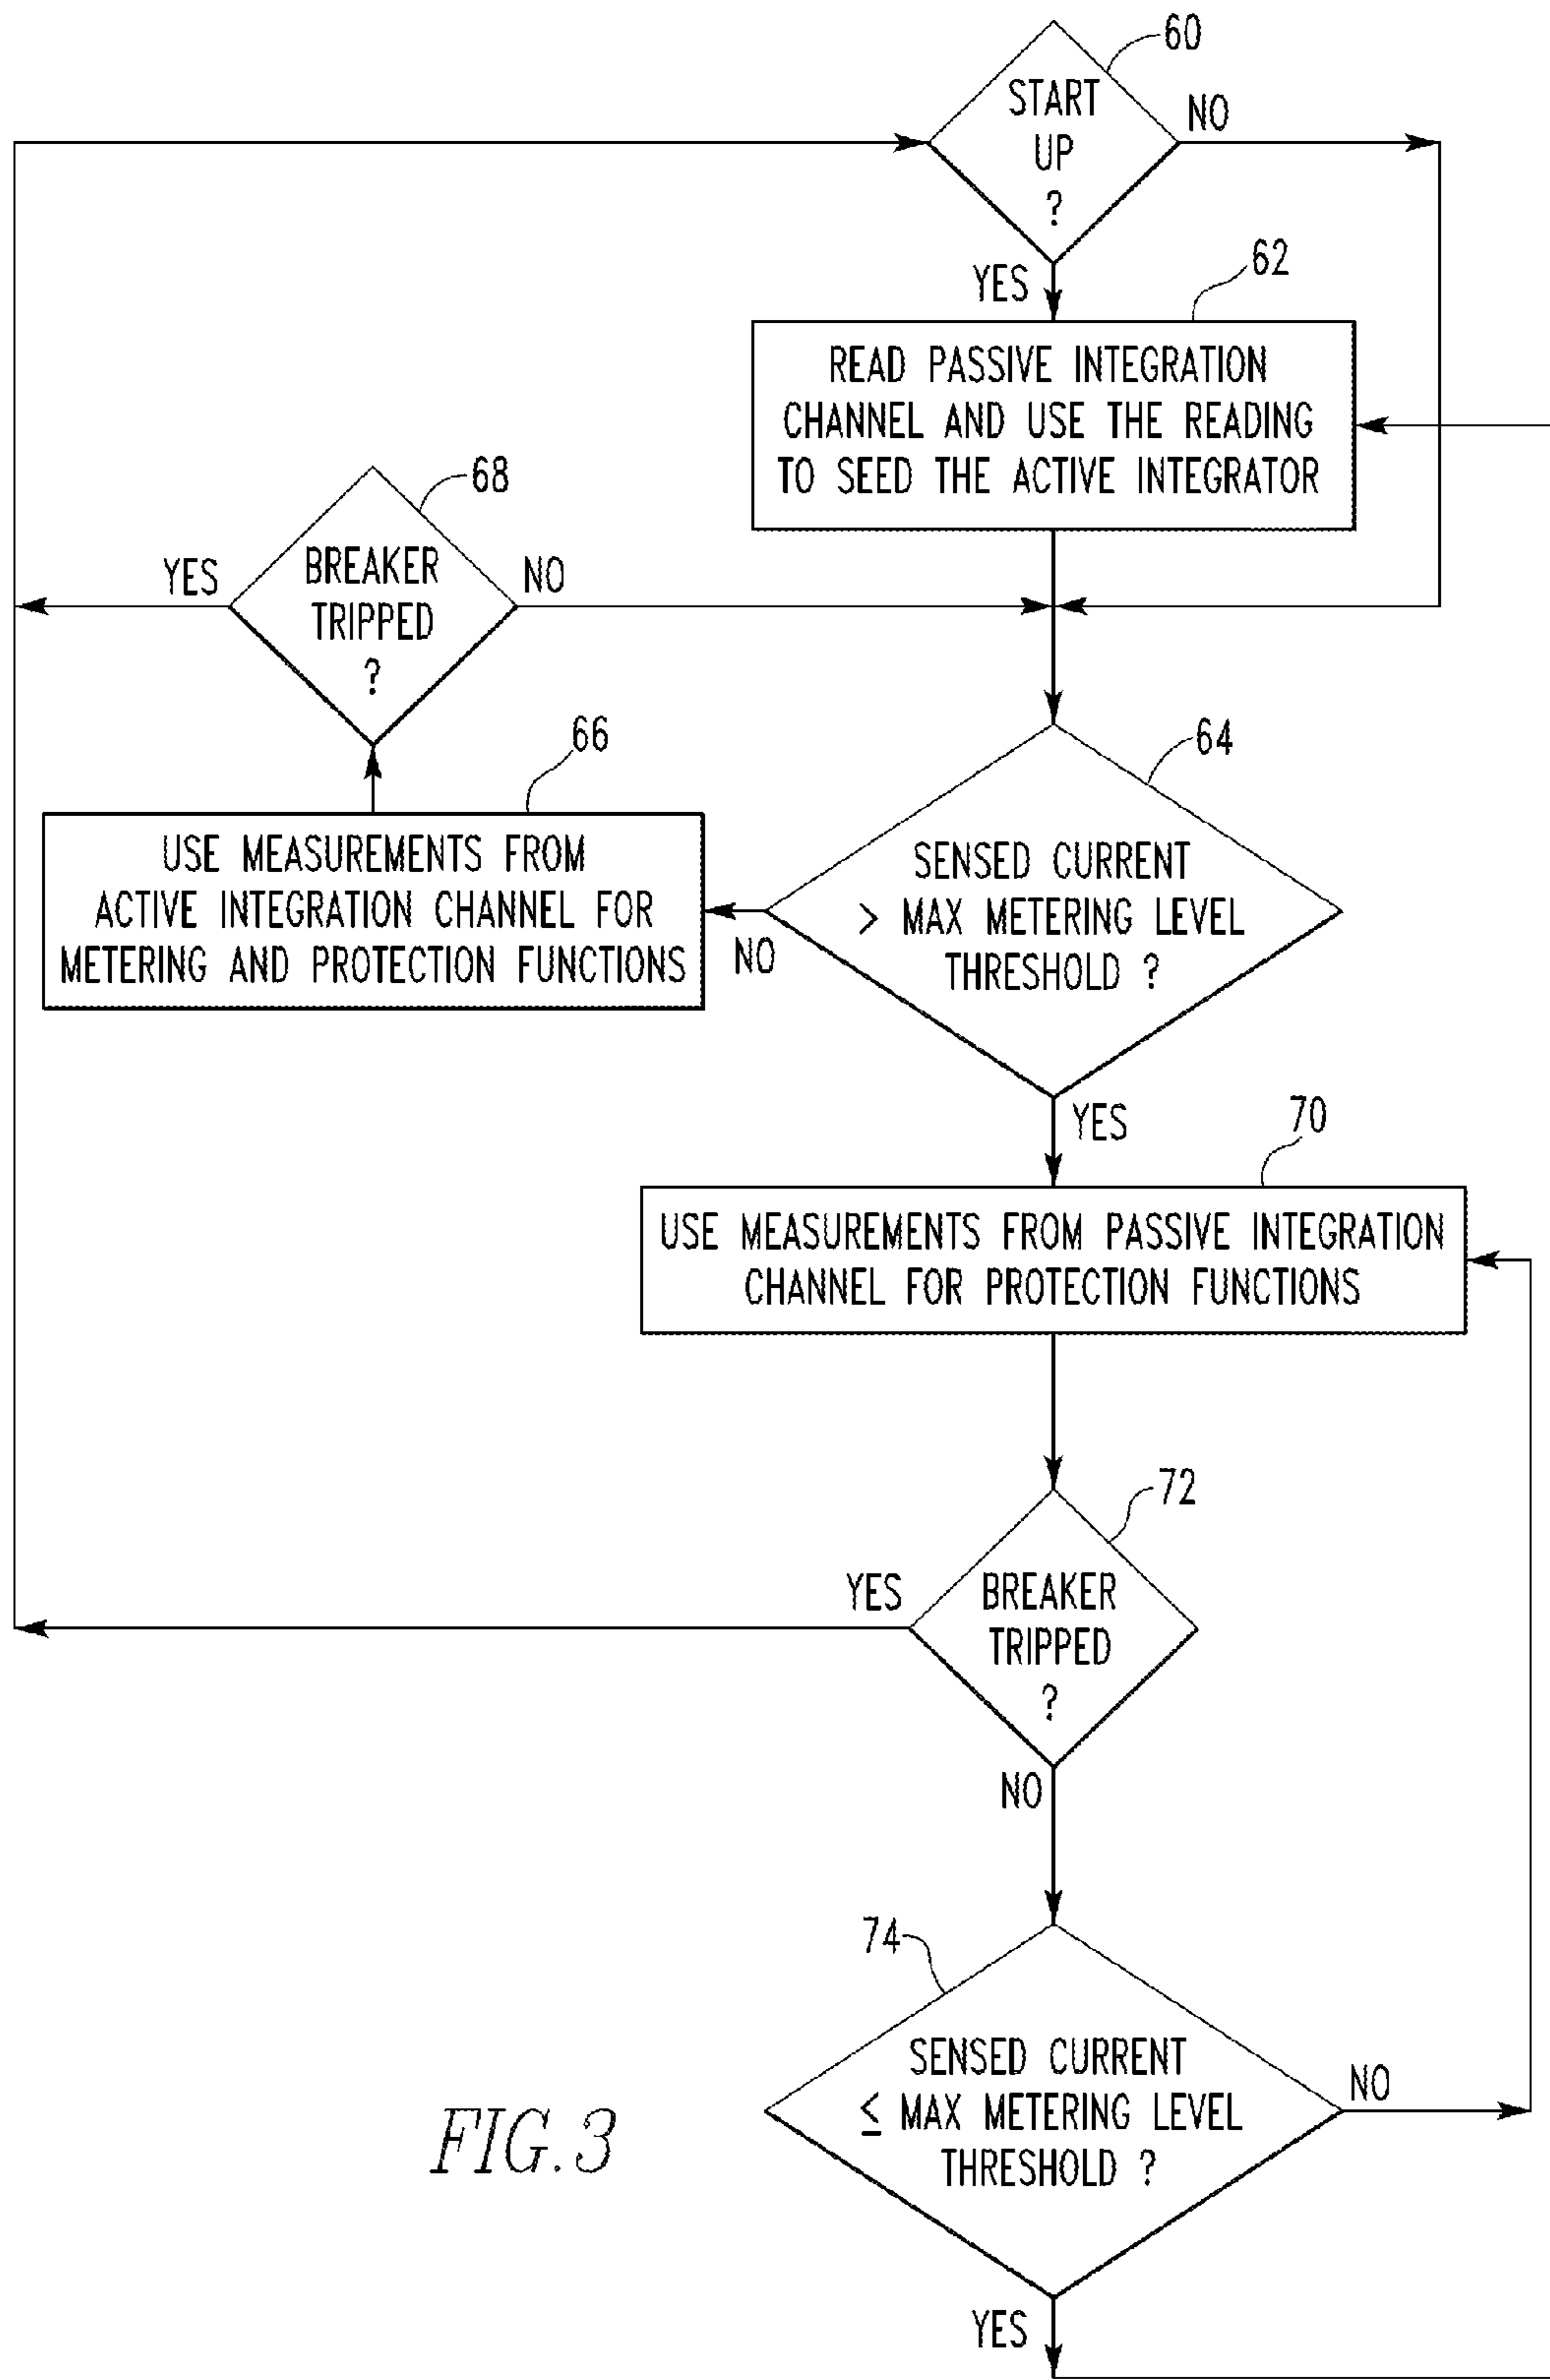 60
START
UP
?
NO
YES
62
READ PASSIVE INTEGRATION
CHANNEL AND USE THE READING
TO SEED THE ACTIVE INTEGRATOR
68
BREAKER
TRIPPED
?
YES
NO
66
USE MEASUREMENTS FROM
ACTIVE INTEGRATION CHANNEL FOR
METERING AND PROTECTION FUNCTIONS
64
SENSED CURRENT
> MAX METERING LEVEL
THRESHOLD ?
NO
YES
70
USE MEASUREMENTS FROM PASSIVE INTEGRATION
CHANNEL FOR PROTECTION FUNCTIONS
72
BREAKER
TRIPPED
?
YES
NO
74
SENSED CURRENT
≤ MAX METERING LEVEL
THRESHOLD ?
NO
YES
FIG. 3